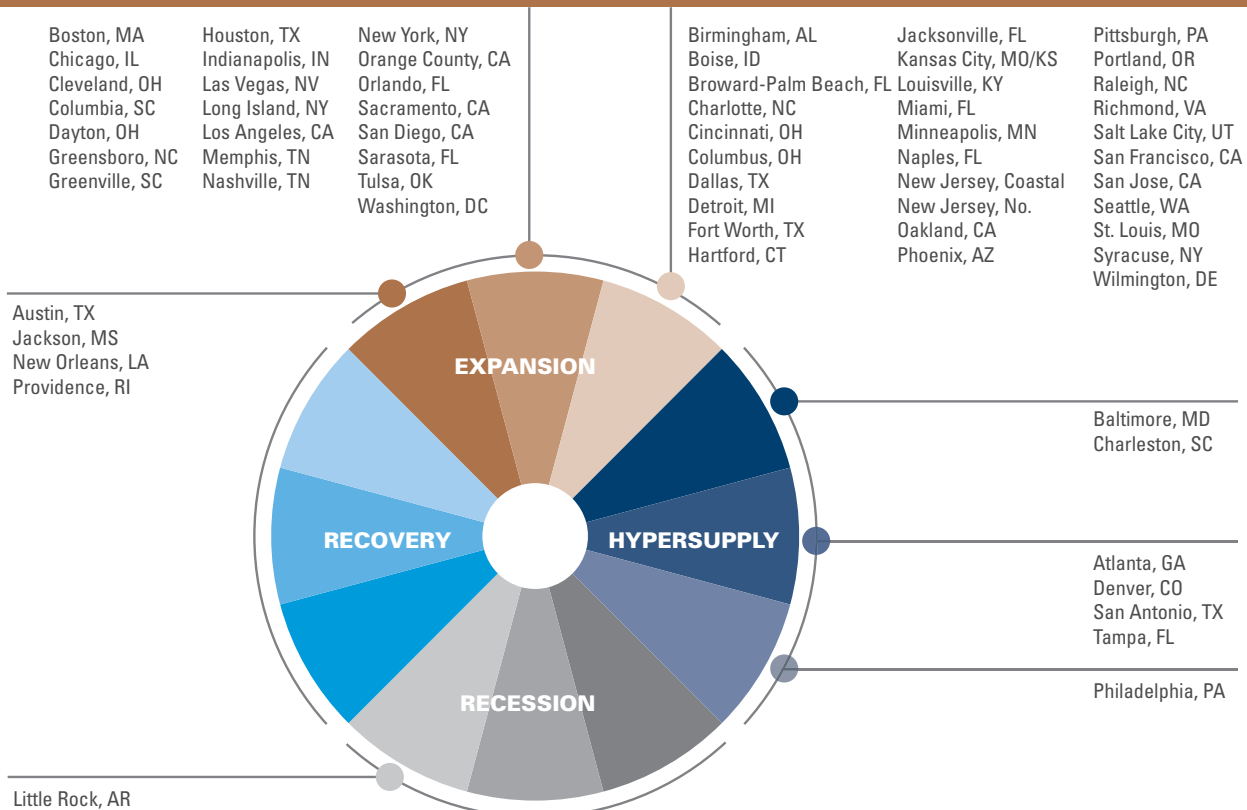 Boston, MA
Chicago, IL
Cleveland, OH
Columbia, SC
Dayton, OH
Greensboro, NC
Greenville, SC
Houston, TX
Indianapolis, IN
Las Vegas, NV
Long Island, NY
Los Angeles, CA
Memphis, TN
Nashville, TN
New York, NY
Orange County, CA
Orlando, FL
Sacramento, CA
San Diego, CA
Sarasota, FL
Tulsa, OK
Washington, DC
Birmingham, AL
Boise, ID
Broward-Palm Beach, FL
Charlotte, NC
Cincinnati, OH
Columbus, OH
Dallas, TX
Detroit, MI
Fort Worth, TX
Hartford, CT
Jacksonville, FL
Kansas City, MO/KS
Louisville, KY
Miami, FL
Minneapolis, MN
Naples, FL
New Jersey, Coastal
New Jersey, No.
Oakland, CA
Phoenix, AZ
Pittsburgh, PA
Portland, OR
Raleigh, NC
Richmond, VA
Salt Lake City, UT
San Francisco, CA
San Jose, CA
Seattle, WA
St. Louis, MO
Syracuse, NY
Wilmington, DE
Austin, TX
Jackson, MS
New Orleans, LA
Providence, RI
EXPANSION
Baltimore, MD
Charleston, SC
RECOVERY
HYPERSUPPLY
Atlanta, GA
Denver, CO
San Antonio, TX
Tampa, FL
RECESSION
Philadelphia, PA
Little Rock, AR